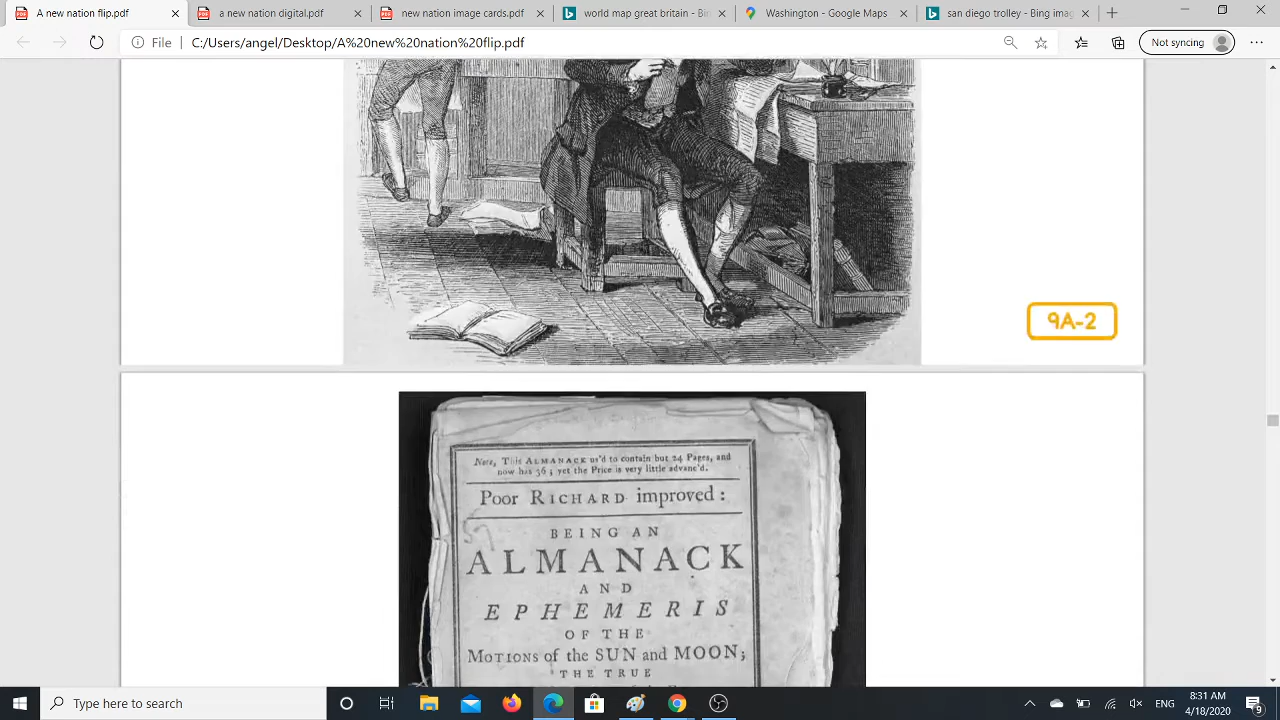 new nation flip.pdf
a new nation digital.pdf
new nation image cards.pdf
world map great britain - Bin
Washington - Google Maps
san diego trolley - Bing imag
File
C:/Users/angel/Desktop/A%20new%20nation%20flip.pdf
Not syncing
9A-2
Note, This ALMANACK us'd to contain but 24 Pages, and
now has 36; yet the Price is very little advanc'd.
Poor RICHARD improved:
BEING AN
ALMANACK
AND
EPHEMERIS
OF THE
MOTIONS of the SUN and MOON;
THE TRUE
Type here to search
8:31 AM
4/18/2020
9